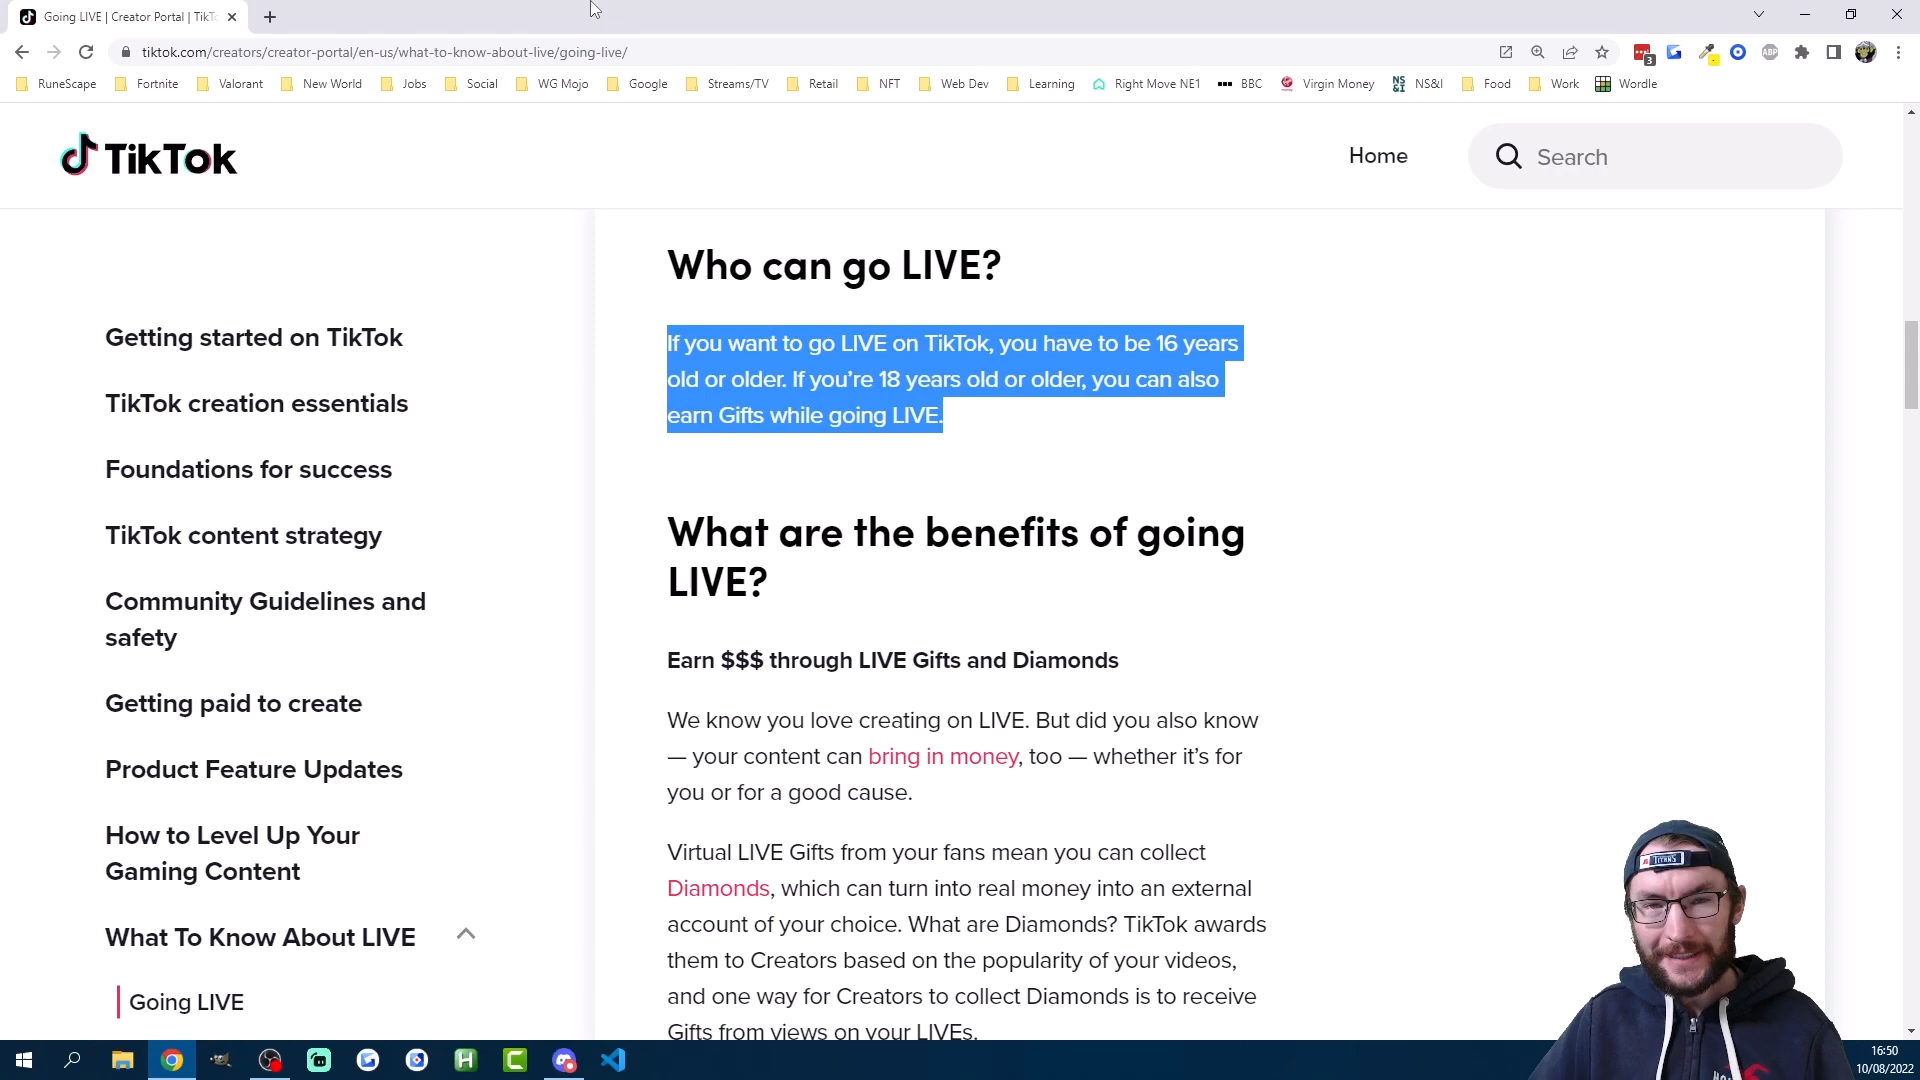 Going LIVE | Creator Portal | TikTo
tiktok.com/creators/creator-portal/en-us/what-to-know-about-live/going-live/
3
ABP
RuneScape
Fortnite
Valorant
New World
Jobs
Social
WG Mojo
Google
Streams/TV
Retail
NFT
Web Dev
Learning
Right Move NE1
BBC
Virgin Money
NS&I
NS&I
Food
Work
Wordle
TikTok
Home
Search
Getting started on TikTok
TikTok creation essentials
Foundations for success
TikTok content strategy
Community Guidelines and
safety
Getting paid to create
Product Feature Updates
How to Level Up Your
Gaming Content
What To Know About LIVE
Going LIVE
Who can go LIVE?
If you want to go LIVE on TikTok, you have to be 16 years
old or older. If you’re 18 years old or older, you can also
earn Gifts while going LIVE.
What are the benefits of going
LIVE?
Earn $$$ through LIVE Gifts and Diamonds
We know you love creating on LIVE. But did you also know
— your content can bring in money, too — whether it’s for
you or for a good cause.
Virtual LIVE Gifts from your fans mean you can collect
Diamonds, which can turn into real money into an external
account of your choice. What are Diamonds? TikTok awards
them to Creators based on the popularity of your videos,
and one way for Creators to collect Diamonds is to receive
Gifts from views on your LIVEs.
TITANS
16:50
10/08/2022